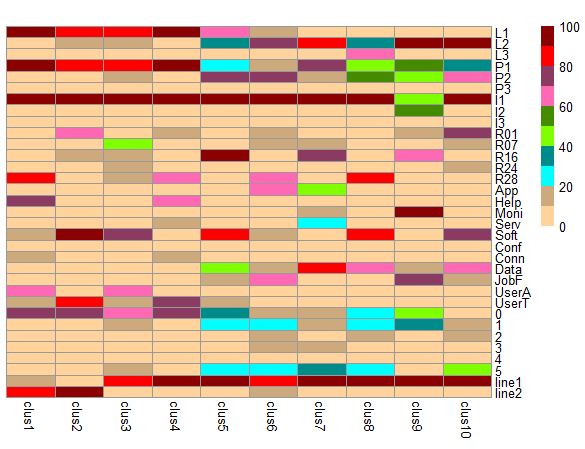 L1
L2
L3
P1
P2
P3
I1
I2
I3
R01
R07
R16
R24
R28
App
Help
Moni
Serv
Soft
Conf
Conn
Data
JobF
UserA
UserT
0
1
2
3
4
5
line1
line2
100
80
60
40
20
0
clus1
clus2
clus3
clus4
clus5
clus6
clus7
clus8
clus9
clus10